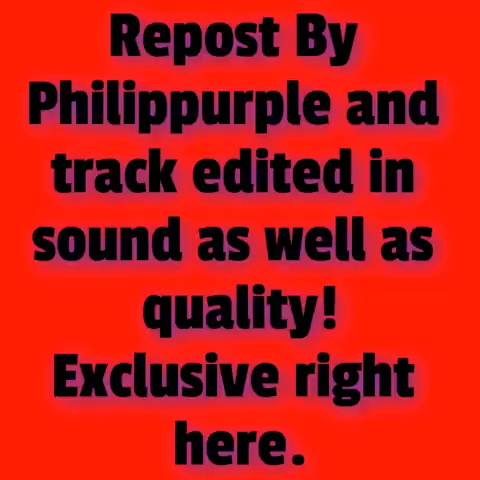 Repost By
Philippurple and
track edited in
sound as well as
quality!
Exclusive right
here.